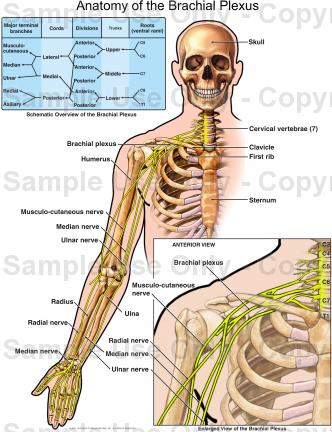 Anatomy of the Brachial Plexus
Major terminal branches
Cords
Divisions
Trunks
Roots (ventral rami)
Musculo-cutaneous
Median
Ulnar
Radial
Axillary
Lateral
Medial
Posterior
Anterior
Posterior
Anterior
Posterior
Anterior
Posterior
Upper
Middle
Lower
C5
C6
C7
C8
T1
Schematic Overview of the Brachial Plexus
Skull
Cervical vertebrae (7)
Brachial plexus
Clavicle
First rib
Humerus
Sternum
Musculo-cutaneous nerve
Median nerve
Ulnar nerve
Radius
Ulna
Radial nerve
Median nerve
Radial nerve
Median nerve
Ulnar nerve
ANTERIOR VIEW
Brachial plexus
Musculo-cutaneous
nerve
C3
C4
C5
C6
C7
T1
Enlarged View of the Brachial Plexus
Sample Use Only - Copyri